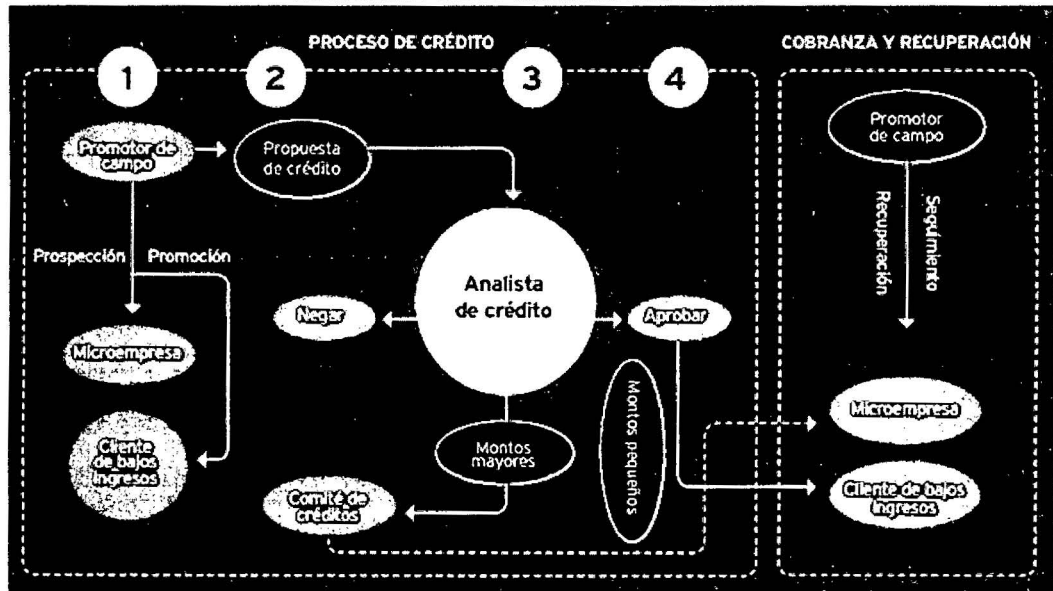 PROCESO DE CRÉDITO
COBRANZA Y RECUPERACIÓN
1
2
3
4
Promotor de
campo
Propuesta
de crédito
Prospección
Promoción
Microempresa
Cliente
de bajos
ingresos
Analista
de crédito
Negar
Aprobar
Montos
mayores
Montos pequeños
Comité de
créditos
Promotor
de campo
Recuperación
Seguimiento
Microempresa
Cliente de bajos
ingresos